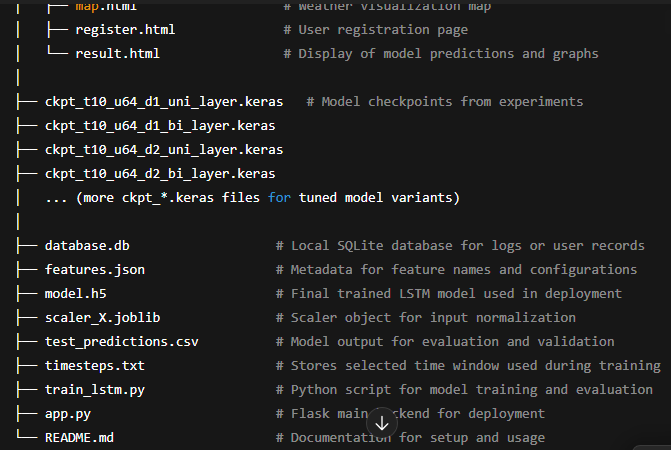 │   ├── map.html                  # Weather visualization map
│   ├── register.html             # User registration page
│   └── result.html               # Display of model predictions and graphs
│
├── ckpt_t10_u64_d1_uni_layer.keras   # Model checkpoints from experiments
├── ckpt_t10_u64_d1_bi_layer.keras
├── ckpt_t10_u64_d2_uni_layer.keras
├── ckpt_t10_u64_d2_bi_layer.keras
│   ... (more ckpt_*.keras files for tuned model variants)
│
├── database.db                   # Local SQLite database for logs or user records
├── features.json                 # Metadata for feature names and configurations
├── model.h5                      # Final trained LSTM model used in deployment
├── scaler_X.joblib               # Scaler object for input normalization
├── test_predictions.csv          # Model output for evaluation and validation
├── timesteps.txt                 # Stores selected time window used during training
├── train_lstm.py                 # Python script for model training and evaluation
├── app.py                        # Flask main for deployment
└── README.md                     # Documentation for setup and usage